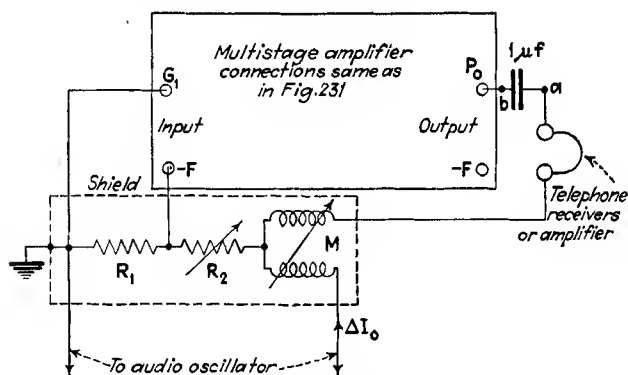 Multistage amplifier
connections same as
in Fig.231
G₁
Input
-F
P₀
Output
-F
1μf
b
a
Telephone
receivers
or amplifier
Shield
R₁
R₂
M
ΔI₀
To audio oscillator